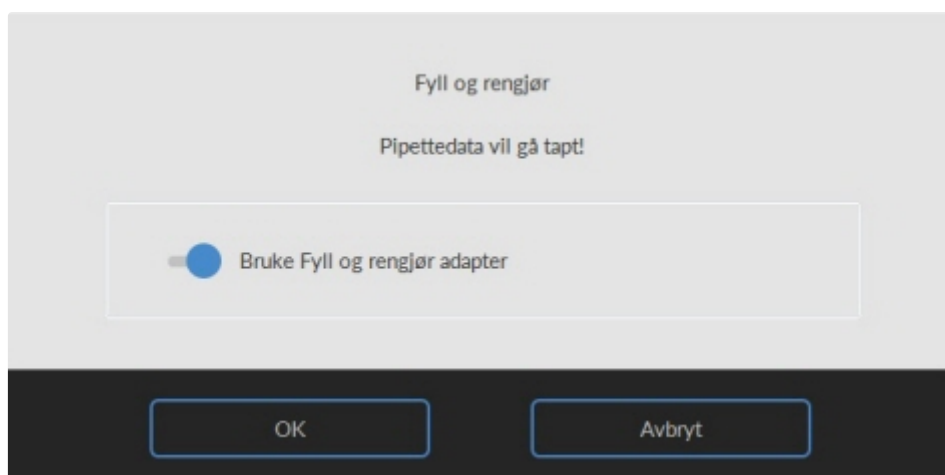 Fyll og rengjør
Pipettedata vil gå tapt!
Bruke Fyll og rengjør adapter
OK
Avbryt